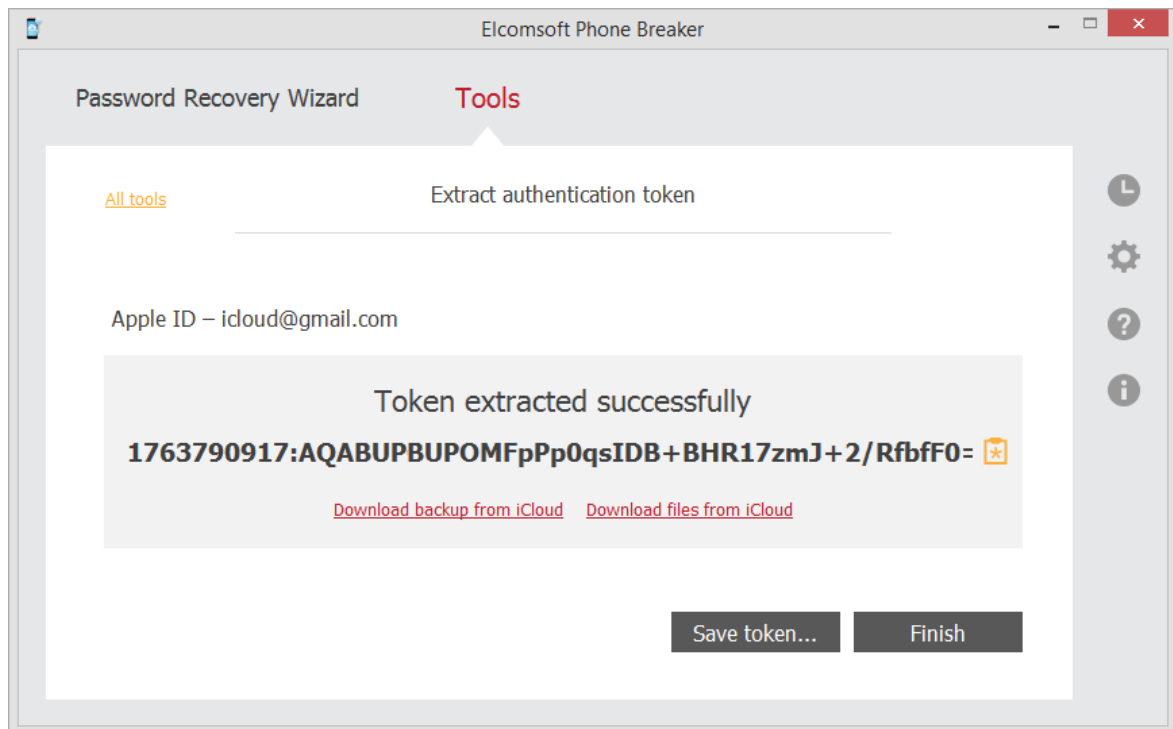 Elcomsoft Phone Breaker
Password Recovery Wizard Tools
All tools
Extract authentication token
Apple ID – icloud@gmail.com
Token extracted successfully
1763790917:AQABUPBUPOMFpPp0qsIDB+BHR17zmJ+2/RfbfF0=
Download backup from iCloud Download files from iCloud
Save token... Finish